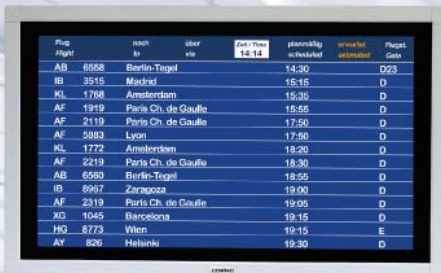 Flug nach über Zeit / Time planmäßig erwartet Flugst.
Flight to via 14:14 scheduled estimated Gate
AB 6558 Berlin-Tegel 14:30 D23
IB 3515 Madrid 15:15 D
KL 1768 Amsterdam 15:35 D
AF 1919 Paris Ch. de Gaulle 15:55 D
AF 2119 Paris Ch. de Gaulle 17:50 D
AF 5883 Lyon 17:50 D
KL 1772 Amsterdam 18:20 D
AF 2219 Paris Ch. de Gaulle 18:30 D
AB 6560 Berlin-Tegel 18:55 D
IB 8967 Zaragoza 19:00 D
AF 2319 Paris Ch. de Gaulle 19:05 D
XG 1045 Barcelona 19:15 D
HG 8773 Wien 19:15 E
AY 826 Helsinki 19:30 D
CONRAC